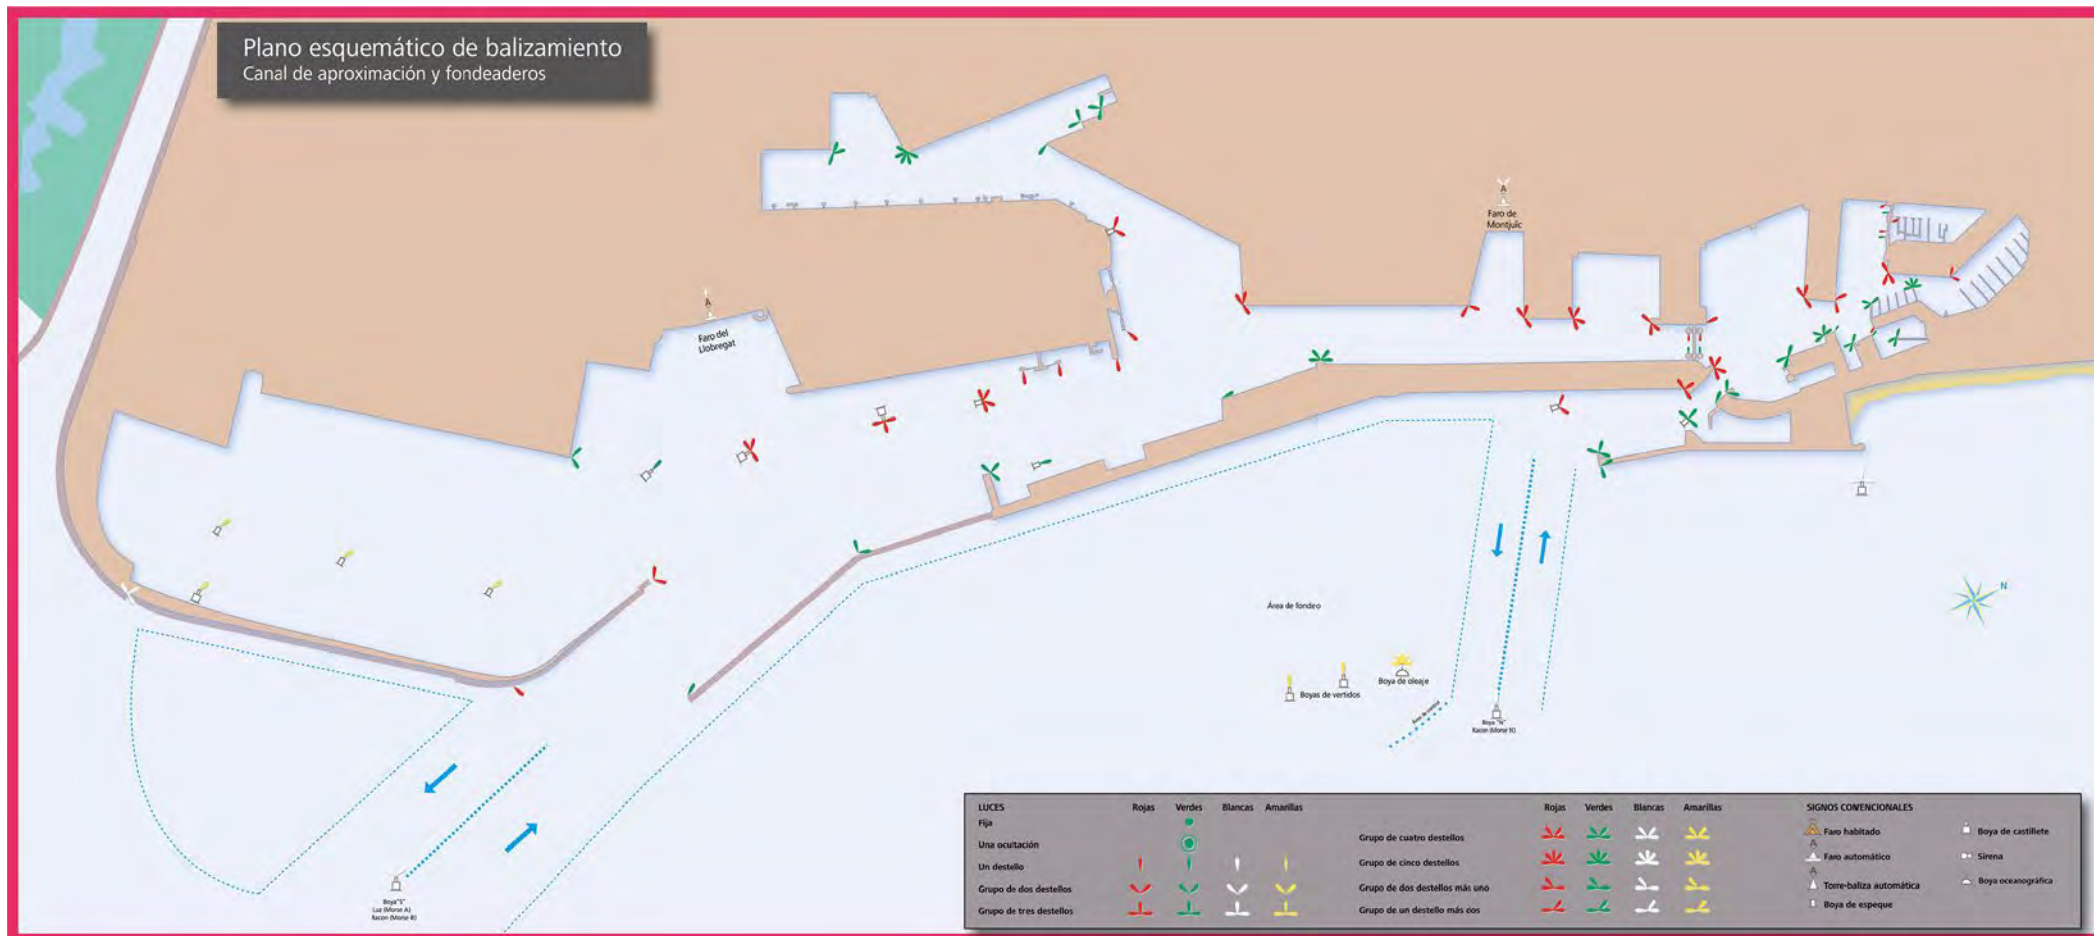 Plano esquemático de balizamiento
Canal de aproximación y fondeaderos
A
Faro de
Montjuïc
A
Faro del
Llobregat
N
Área de fondeo
Boya de oleaje
Boyas de vertidos
Boya "N"
Racon (Morse N)
Boya"S"
Luz (Morse A)
Racon (Morse B)
LUCES Rojas Verdes Blancas Amarillas
Fija
Una ocultación
Un destello
Grupo de dos destellos
Grupo de tres destellos
Rojas Verdes Blancas Amarillas
Grupo de cuatro destellos
Grupo de cinco destellos
Grupo de dos destellos más uno
Grupo de un destello más dos
SIGNOS CONVENCIONALES
Faro habitado
A
Faro automático
A
Torre-baliza automática
Boya de espeque
Boya de castillete
Sirena
Boya oceanográfica